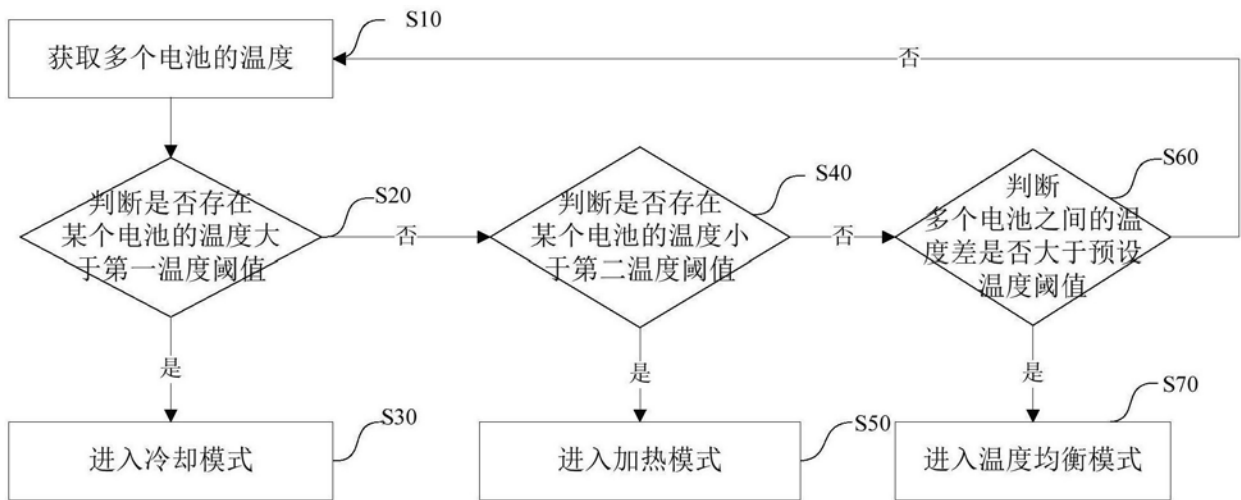 S10
获取多个电池的温度
否
S20
判断是否存在
某个电池的温度大
于第一温度阈值
否
S40
判断是否存在
某个电池的温度小
于第二温度阈值
否
S60
判断
多个电池之间的温
度差是否大于预设
温度阈值
是
是
是
S30
进入冷却模式
S50
进入加热模式
S70
进入温度均衡模式